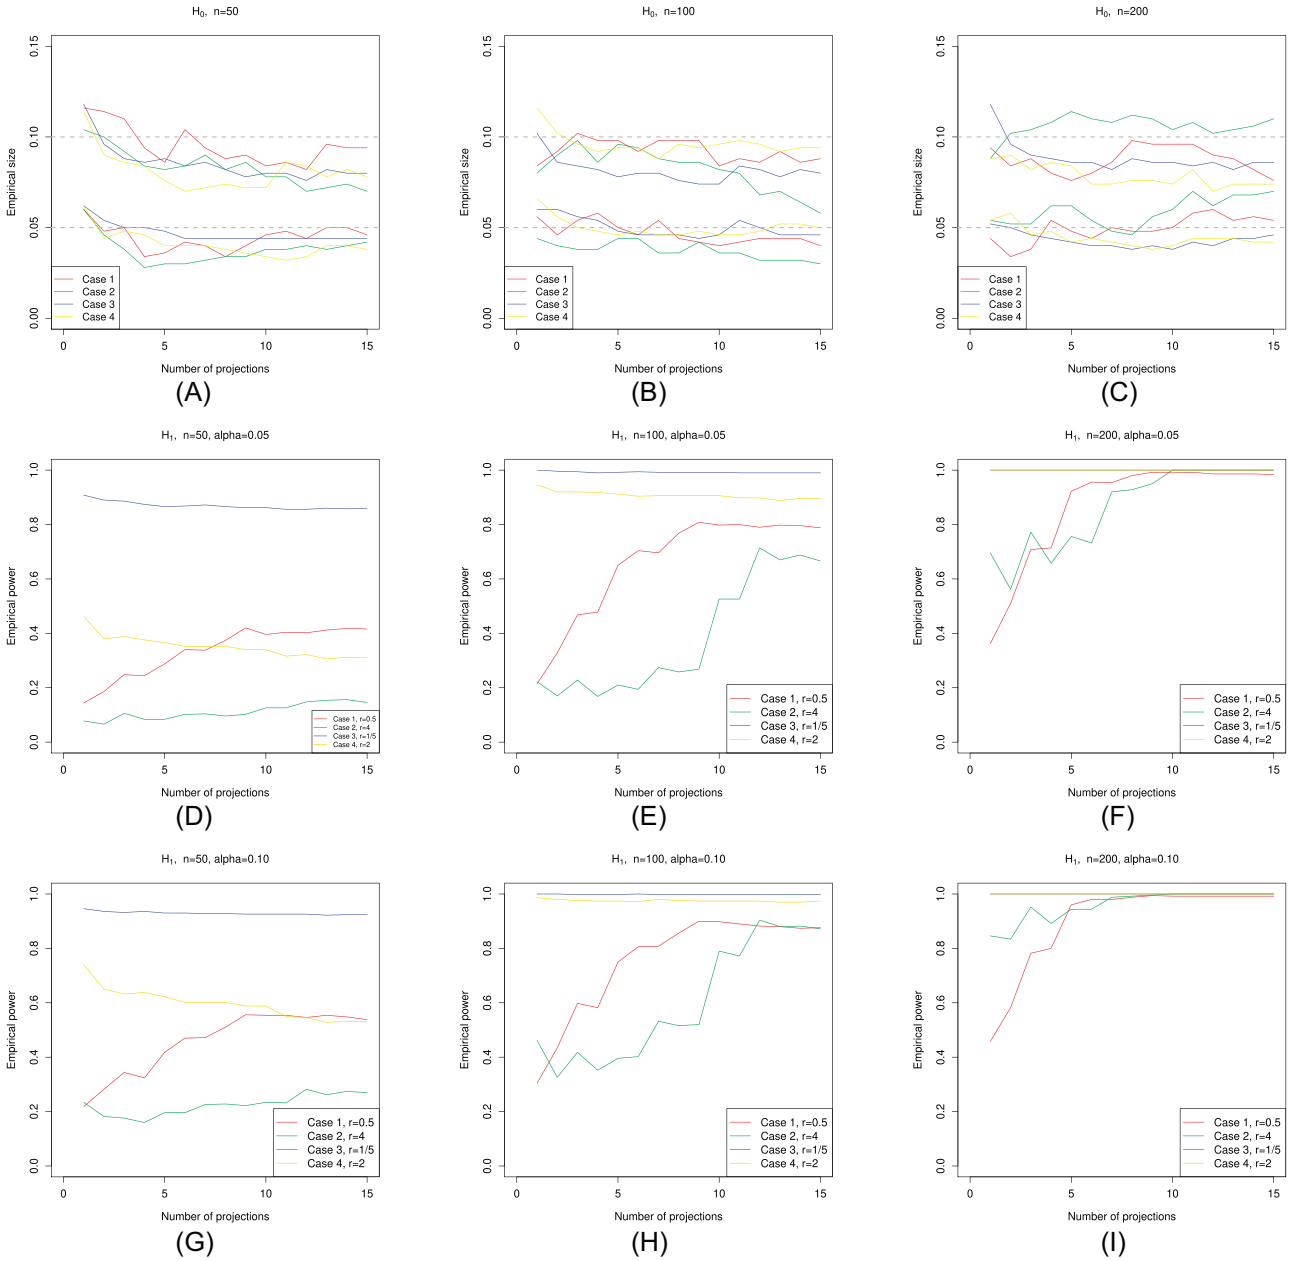 H0, n=50
Empirical size
0.00 0.05 0.10 0.15
Case 1
Case 2
Case 3
Case 4
0 5 10 15
Number of projections
(A)
H0, n=100
Empirical size
0.00 0.05 0.10 0.15
Case 1
Case 2
Case 3
Case 4
0 5 10 15
Number of projections
(B)
H0, n=200
Empirical size
0.00 0.05 0.10 0.15
Case 1
Case 2
Case 3
Case 4
0 5 10 15
Number of projections
(C)
H1, n=50, alpha=0.05
Empirical power
0.0 0.2 0.4 0.6 0.8 1.0
Case 1, r=0.5
Case 2, r=4
Case 3, r=1/5
Case 4, r=2
0 5 10 15
Number of projections
(D)
H1, n=100, alpha=0.05
Empirical power
0.0 0.2 0.4 0.6 0.8 1.0
Case 1, r=0.5
Case 2, r=4
Case 3, r=1/5
Case 4, r=2
0 5 10 15
Number of projections
(E)
H1, n=200, alpha=0.05
Empirical power
0.0 0.2 0.4 0.6 0.8 1.0
Case 1, r=0.5
Case 2, r=4
Case 3, r=1/5
Case 4, r=2
0 5 10 15
Number of projections
(F)
H1, n=50, alpha=0.10
Empirical power
0.0 0.2 0.4 0.6 0.8 1.0
Case 1, r=0.5
Case 2, r=4
Case 3, r=1/5
Case 4, r=2
0 5 10 15
Number of projections
(G)
H1, n=100, alpha=0.10
Empirical power
0.0 0.2 0.4 0.6 0.8 1.0
Case 1, r=0.5
Case 2, r=4
Case 3, r=1/5
Case 4, r=2
0 5 10 15
Number of projections
(H)
H1, n=200, alpha=0.10
Empirical power
0.0 0.2 0.4 0.6 0.8 1.0
Case 1, r=0.5
Case 2, r=4
Case 3, r=1/5
Case 4, r=2
0 5 10 15
Number of projections
(I)